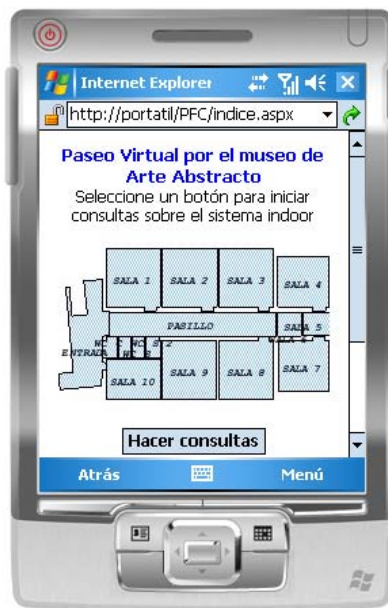 Internet Explorer
http://portatil/PFC/indice.aspx
Paseo Virtual por el museo de
Arte Abstracto
Seleccione un botón para iniciar
consultas sobre el sistema indoor
SALA 1 SALA 2 SALA 3 SALA 4
PASILLO SALA 5
ENTRADA
SALA 10 SALA 9 SALA 8 SALA 7
Hacer consultas
Atrás Menú